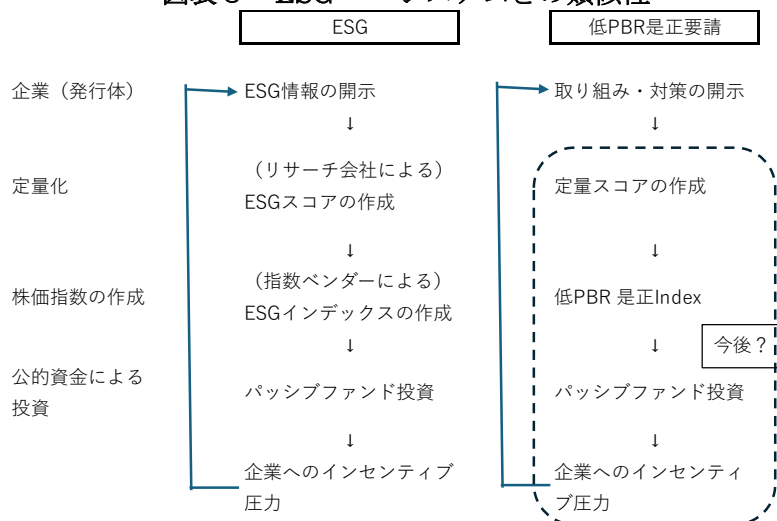 ESG
低PBR是正要請
企業（発行体）
ESG情報の開示
取り組み・対策の開示
↓
↓
定量化
（リサーチ会社による）
ESGスコアの作成
定量スコアの作成
↓
↓
株価指数の作成
（指数ベンダーによる）
ESGインデックスの作成
低PBR 是正Index
↓
↓
今後？
公的資金による
投資
パッシブファンド投資
パッシブファンド投資
↓
↓
企業へのインセンティブ
圧力
企業へのインセンティ
ブ圧力